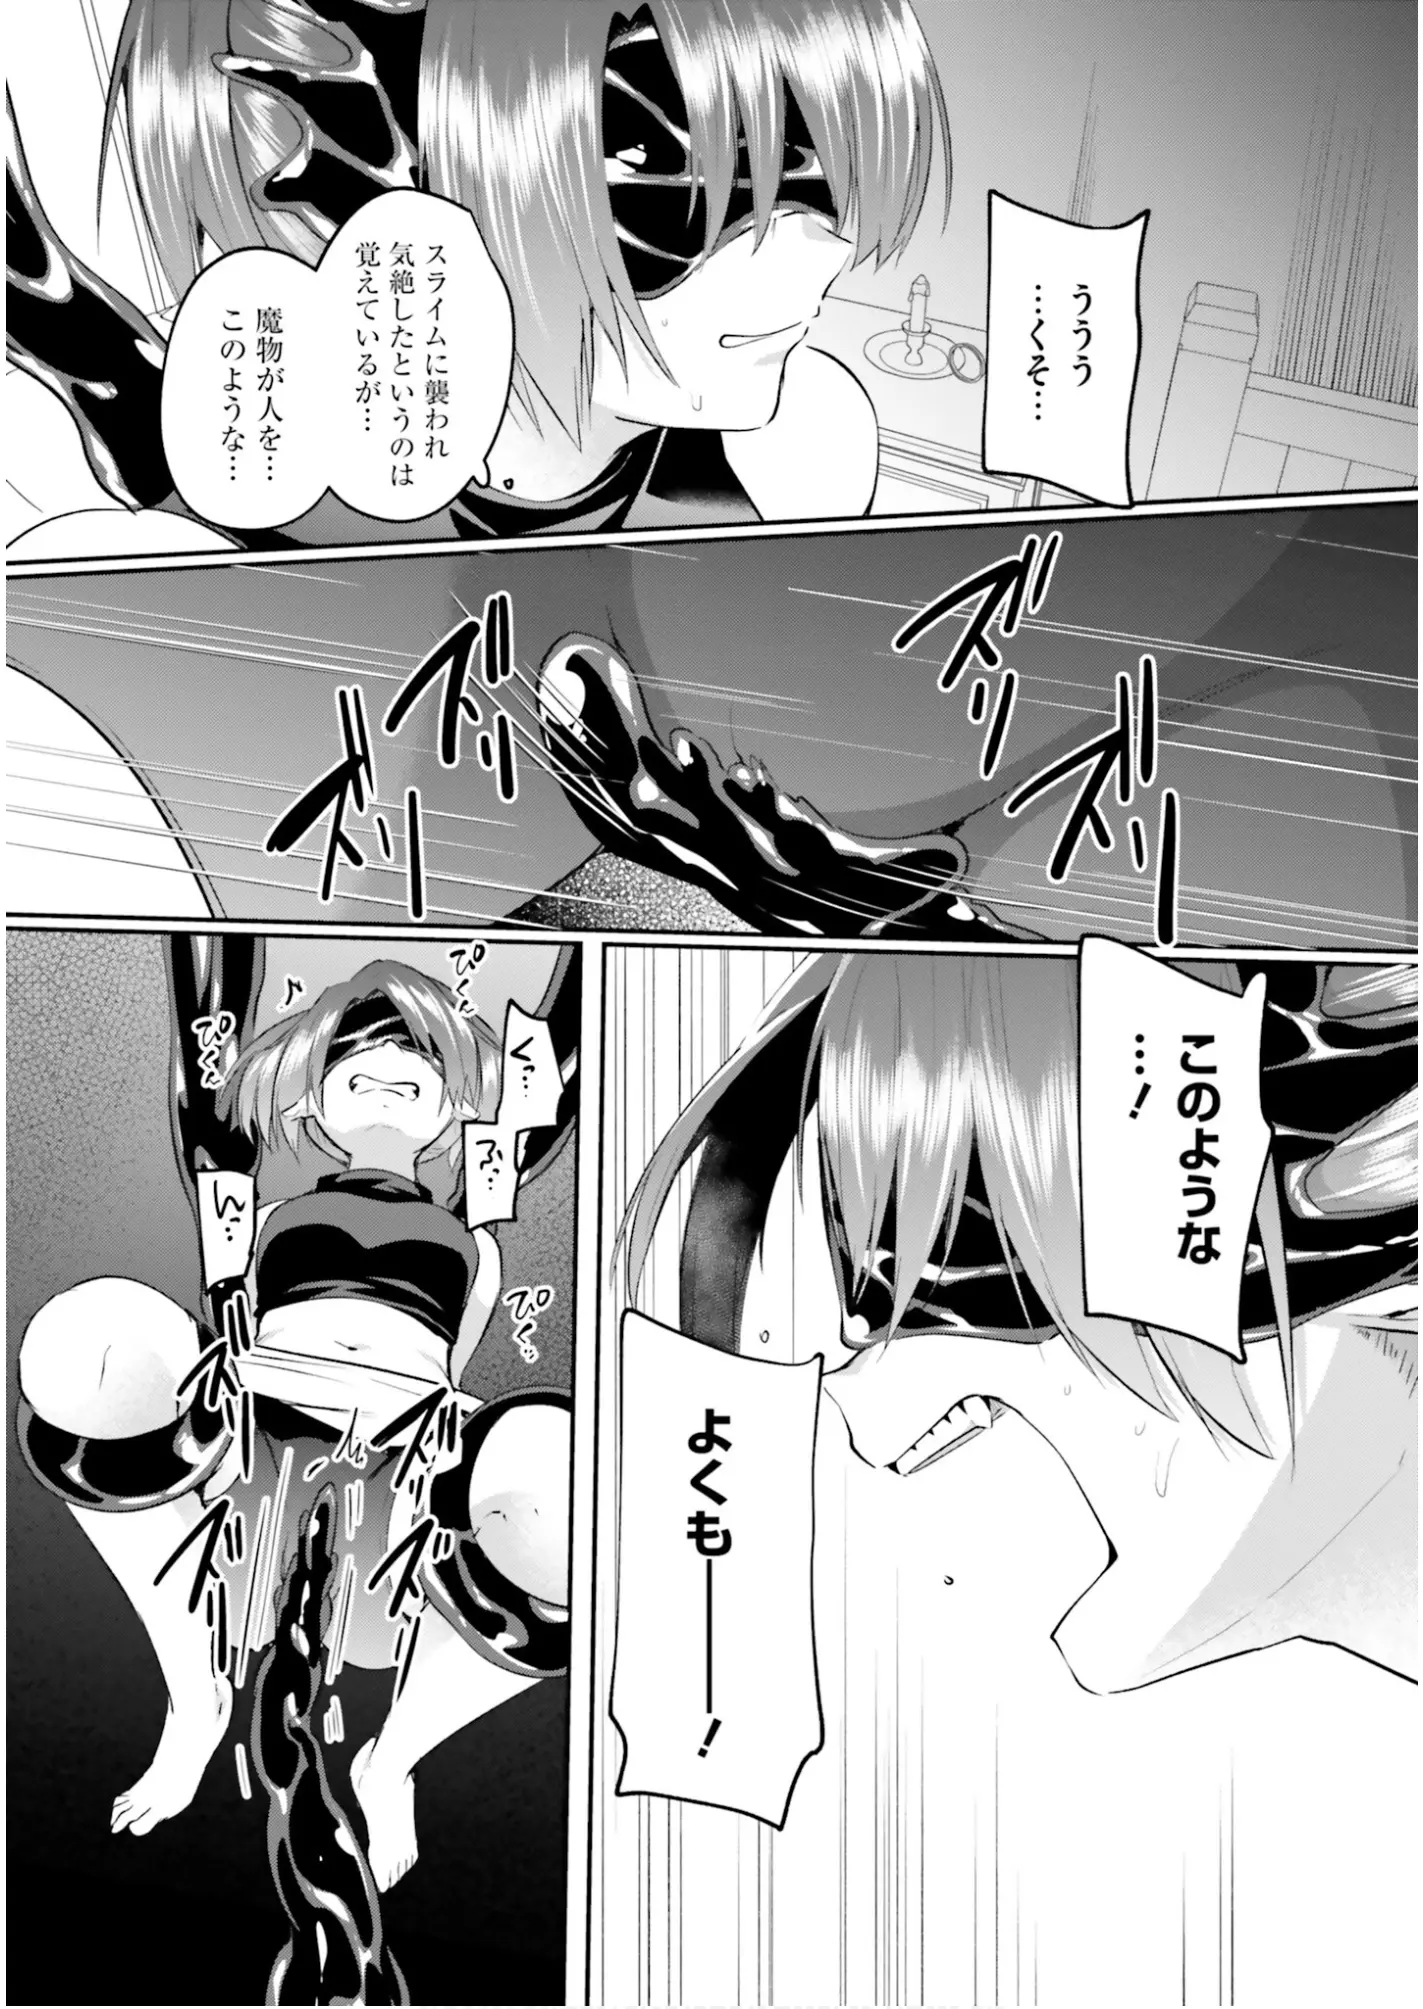 ううう
…くそ…
スライムに襲われ
気絶したというのは
覚えているが…
魔物が人を…
このような…
ズリ
ズリ
ズリ
ズリ
このような
…！
よくも――！
ぴくん
ぴくん
くっ…
ふっ…
んっ…
ぴくっ
ズリ
ズリ
ズリ
ズリ